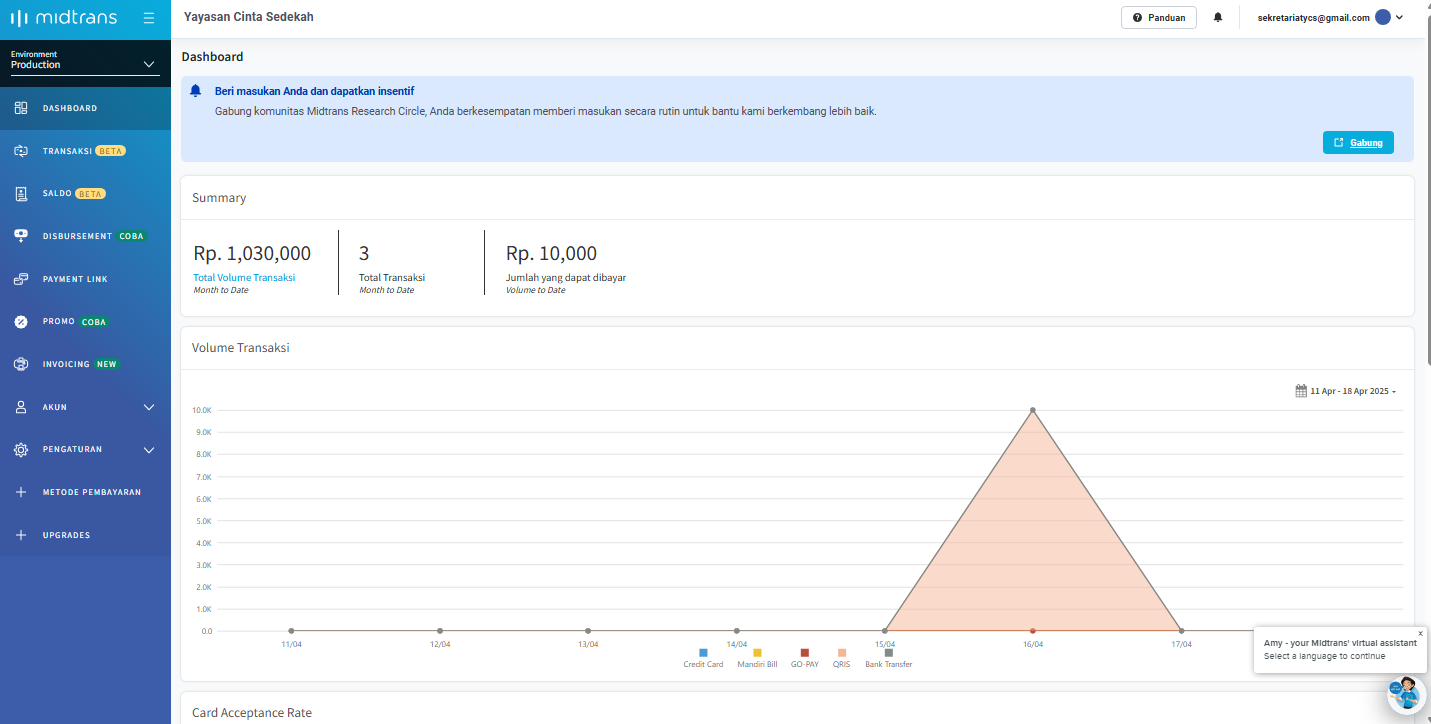 midtrans
Yayasan Cinta Sedekah
Panduan
sekretariatycs@gmail.com
Environment
Production
DASHBOARD
TRANSAKSI BETA
SALDO BETA
DISBURSEMENT COBA
PAYMENT LINK
PROMO COBA
INVOICING NEW
AKUN
PENGATURAN
METODE PEMBAYARAN
UPGRADES
Dashboard
Beri masukan Anda dan dapatkan insentif
Gabung komunitas Midtrans Research Circle, Anda berkesempatan memberi masukan secara rutin untuk bantu kami berkembang lebih baik.
Gabung
Summary
Rp. 1,030,000
Total Volume Transaksi
Month to Date
3
Total Transaksi
Month to Date
Rp. 10,000
Jumlah yang dapat dibayar
Volume to Date
Volume Transaksi
11 Apr - 18 Apr 2025
10.0K
9.0K
8.0K
7.0K
6.0K
5.0K
4.0K
3.0K
2.0K
1.0K
0.0
11/04 12/04 13/04 14/04 15/04 16/04 17/04
Credit Card Mandiri Bill GO-PAY QRIS Bank Transfer
Card Acceptance Rate
x
Amy - your Midtrans' virtual assistant
Select a language to continue